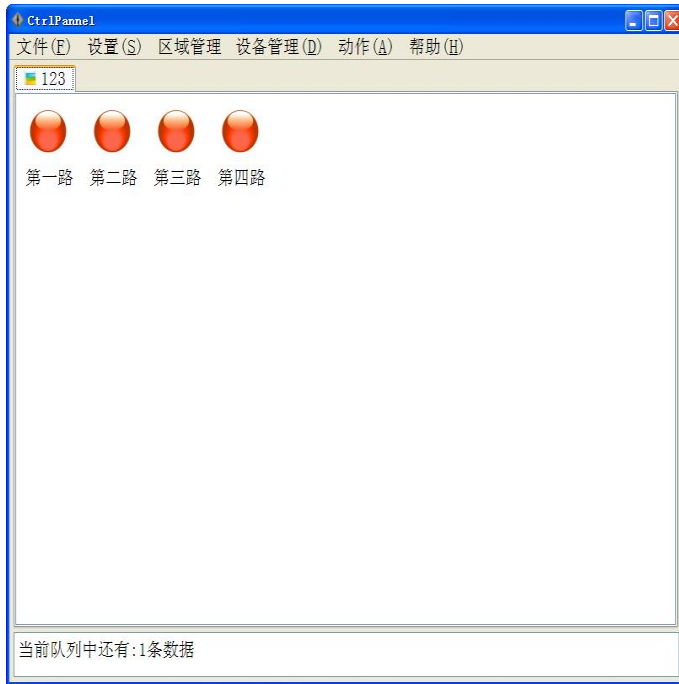 CtrlPannel
文件(F) 设置(S) 区域管理 设备管理(D) 动作(A) 帮助(H)
123
第一路 第二路 第三路 第四路
当前队列中还有:1条数据